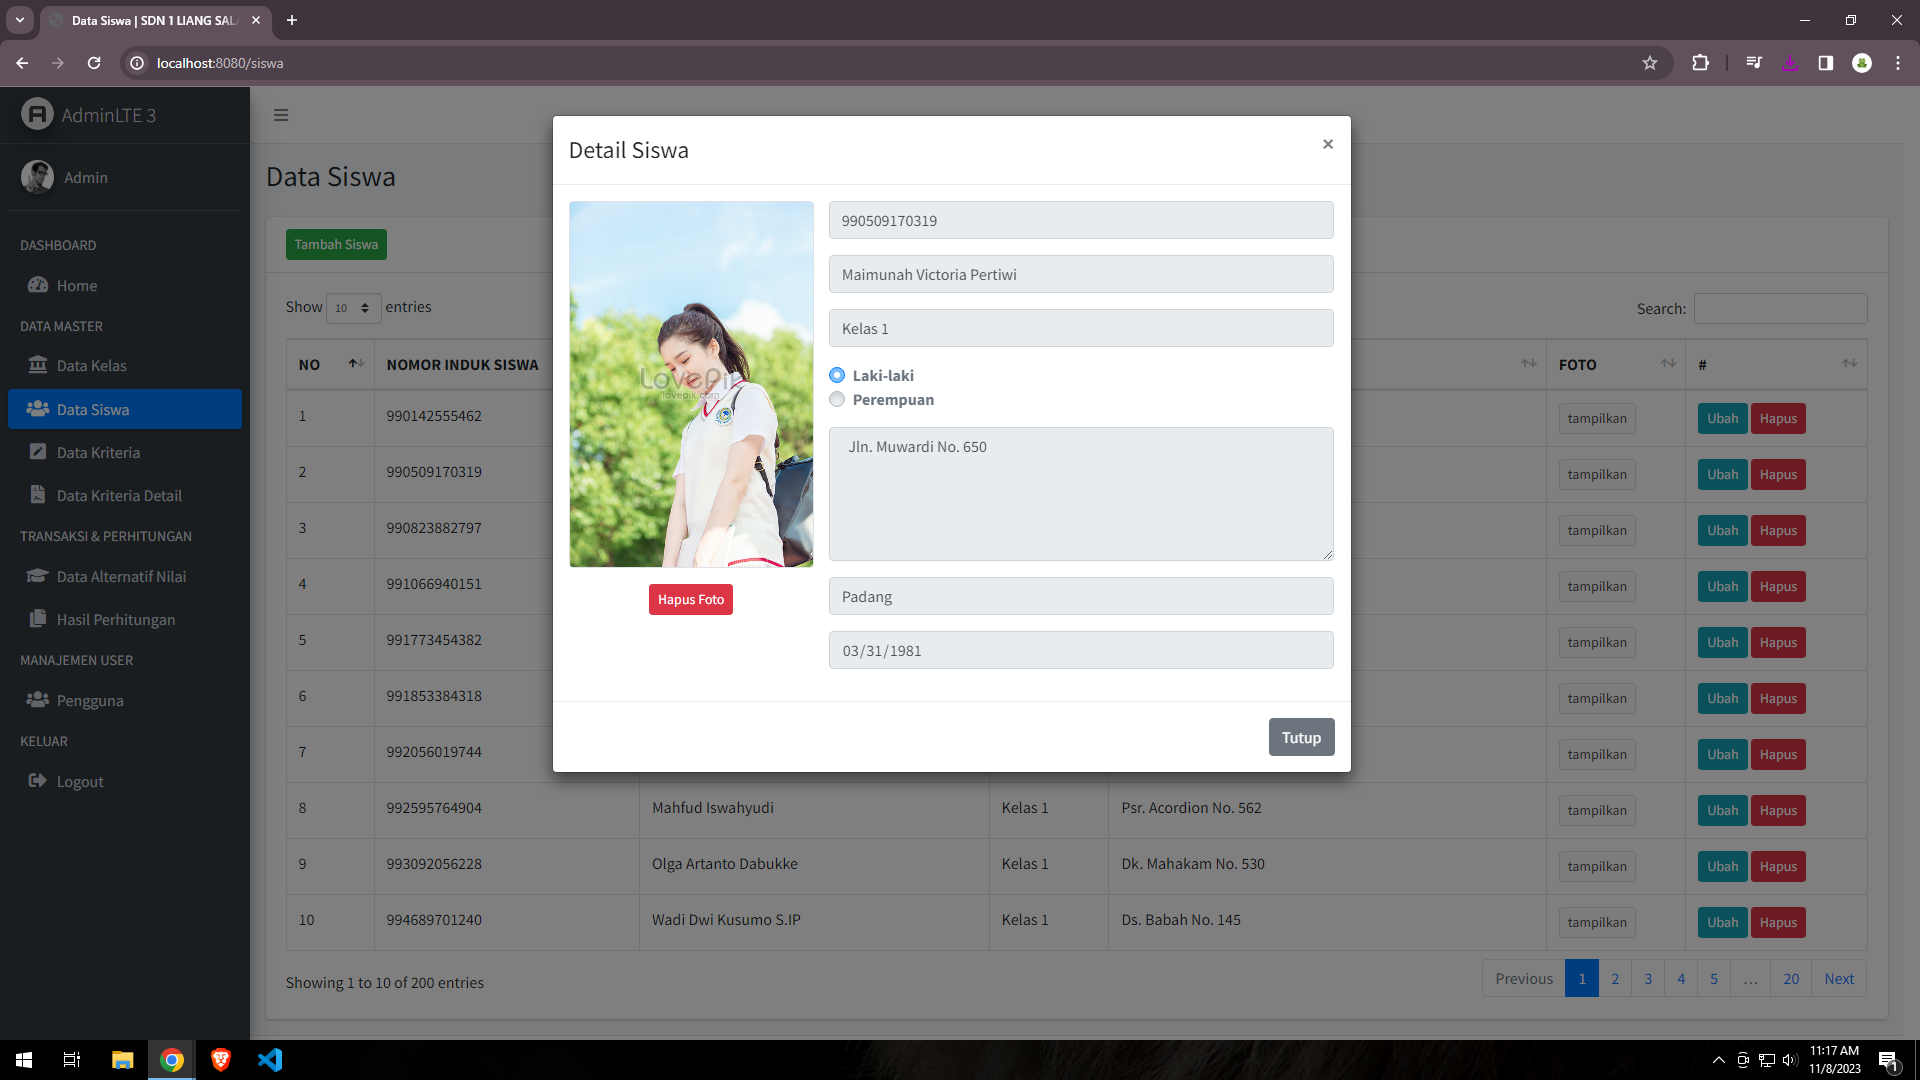 Data Siswa | SDN 1 LIANG SAL
localhost:8080/siswa
AdminLTE 3
Admin
DASHBOARD
Home
DATA MASTER
Data Kelas
Data Siswa
Data Kriteria
Data Kriteria Detail
TRANSAKSI & PERHITUNGAN
Data Alternatif Nilai
Hasil Perhitungan
MANAJEMEN USER
Pengguna
KELUAR
Logout
Data Siswa
Tambah Siswa
Show 10 entries
Search:
NO NOMOR INDUK SISWA FOTO #
1 990142555462 tampilkan Ubah Hapus
2 990509170319 tampilkan Ubah Hapus
3 990823882797 tampilkan Ubah Hapus
4 991066940151 tampilkan Ubah Hapus
5 991773454382 tampilkan Ubah Hapus
6 991853384318 tampilkan Ubah Hapus
7 992056019744 tampilkan Ubah Hapus
8 992595764904 Mahfud Iswahyudi Kelas 1 Psr. Acordion No. 562 tampilkan Ubah Hapus
9 993092056228 Olga Artanto Dabukke Kelas 1 Dk. Mahakam No. 530 tampilkan Ubah Hapus
10 994689701240 Wadi Dwi Kusumo S.IP Kelas 1 Ds. Babah No. 145 tampilkan Ubah Hapus
Showing 1 to 10 of 200 entries
Previous 1 2 3 4 5 … 20 Next
Detail Siswa
×
LovePik
lovepik.com
Hapus Foto
990509170319
Maimunah Victoria Pertiwi
Kelas 1
Laki-laki
Perempuan
Jln. Muwardi No. 650
Padang
03/31/1981
Tutup
11:17 AM
11/8/2023
1